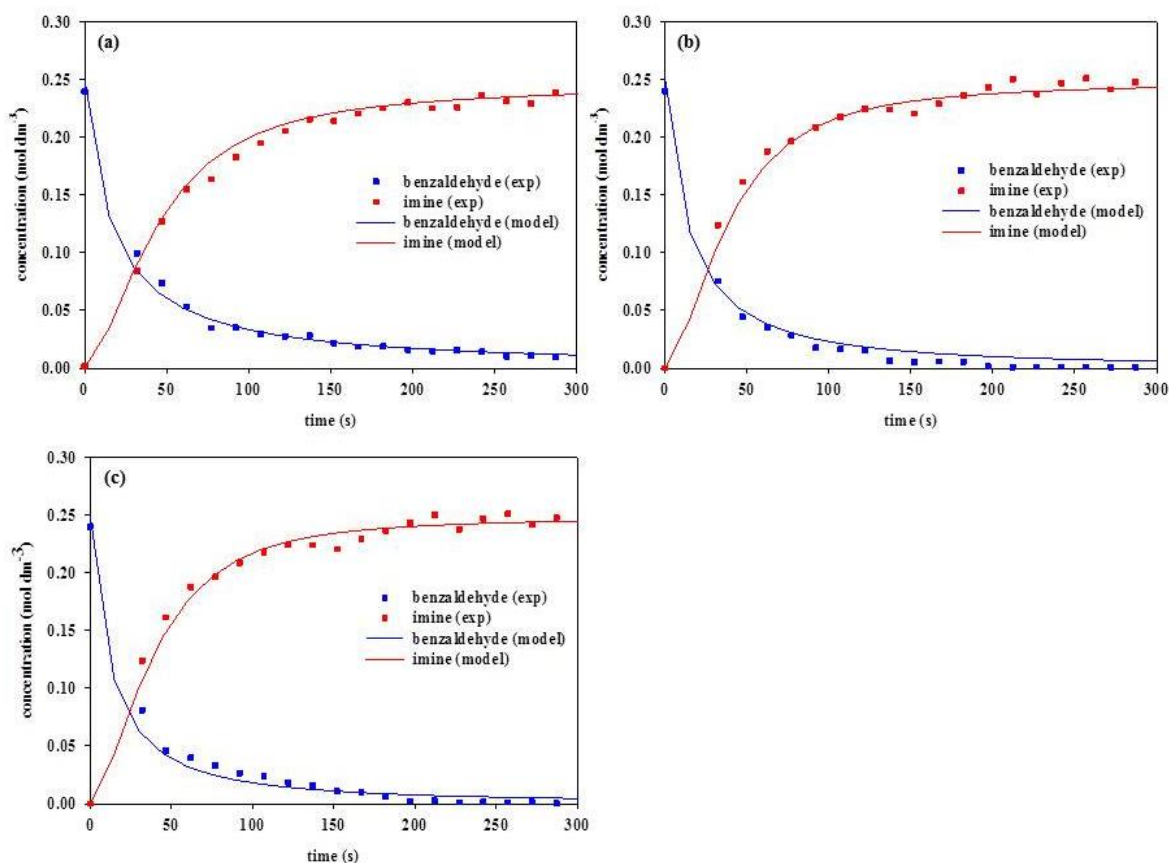 (a)
concentration (mol dm-3)
0.30
0.25
0.20
0.15
0.10
0.05
0.00
benzaldehyde (exp)
imine (exp)
benzaldehyde (model)
imine (model)
0 50 100 150 200 250 300
time (s)
(b)
concentration (mol dm-3)
0.30
0.25
0.20
0.15
0.10
0.05
0.00
benzaldehyde (exp)
imine (exp)
benzaldehyde (model)
imine (model)
0 50 100 150 200 250 300
time (s)
(c)
concentration (mol dm-3)
0.30
0.25
0.20
0.15
0.10
0.05
0.00
benzaldehyde (exp)
imine (exp)
benzaldehyde (model)
imine (model)
0 50 100 150 200 250 300
time (s)